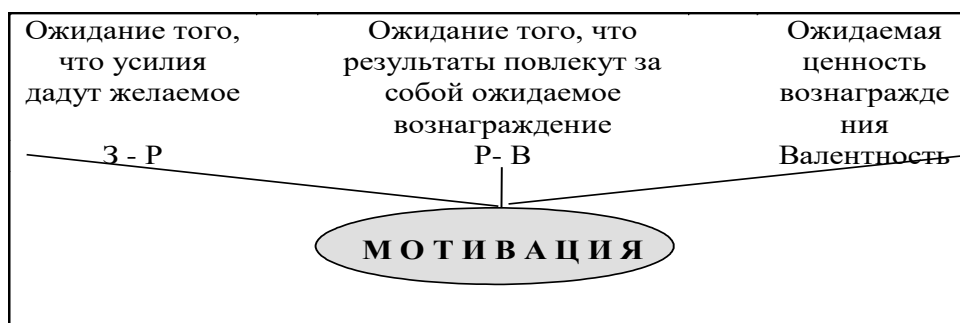 Ожидание того,
что усилия
дадут желаемое
З - Р
Ожидание того, что
результаты повлекут за
собой ожидаемое
вознаграждение
Р- В
Ожидаемая
ценность
вознагражде
ния
Валентность
М О Т И В А Ц И Я